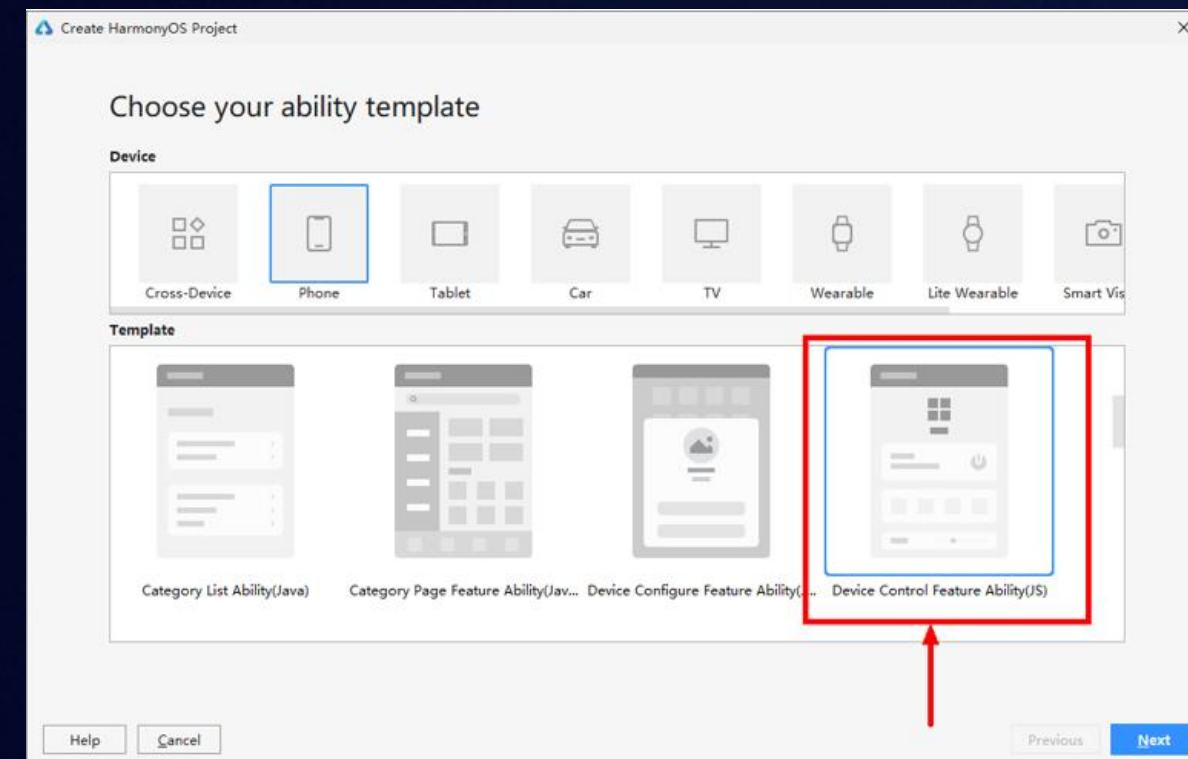 Create HarmonyOS Project
Choose your ability template
Device
Cross-Device
Phone
Tablet
Car
TV
Wearable
Lite Wearable
Smart Vis
Template
Category List Ability(Java)
Category Page Feature Ability(Jav...
Device Configure Feature Ability(J...
Device Control Feature Ability(JS)
Help
Cancel
Previous
Next